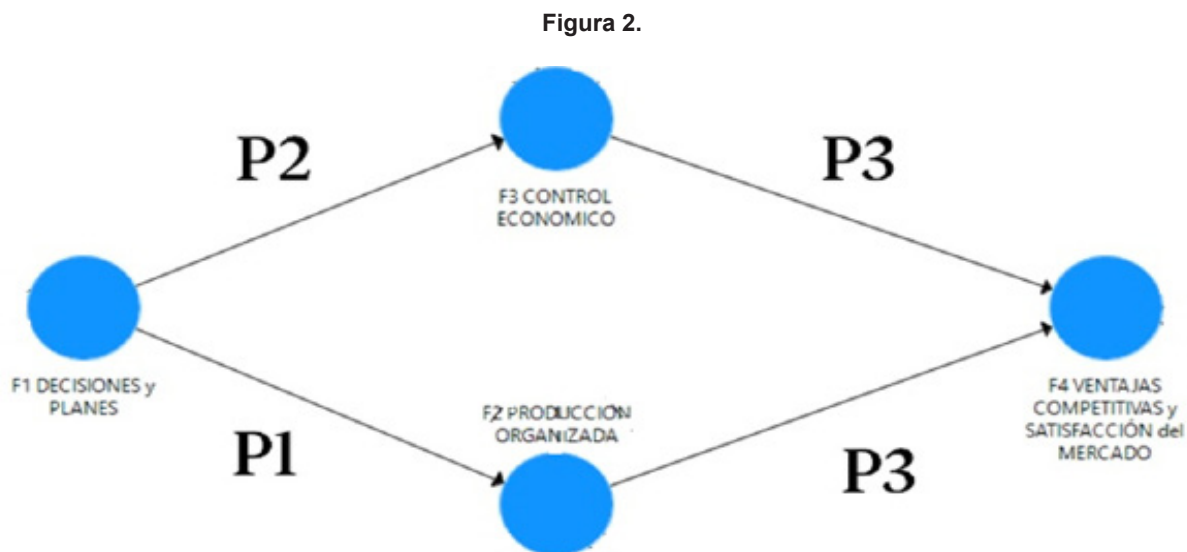 Figura 2.
P2
P3
F3 CONTROL
ECONOMICO
F1 DECISIONES y
PLANES
P1
F2 PRODUCCIÓN
ORGANIZADA
P3
F4 VENTAJAS
COMPETITIVAS y
SATISFACCIÓN del
MERCADO